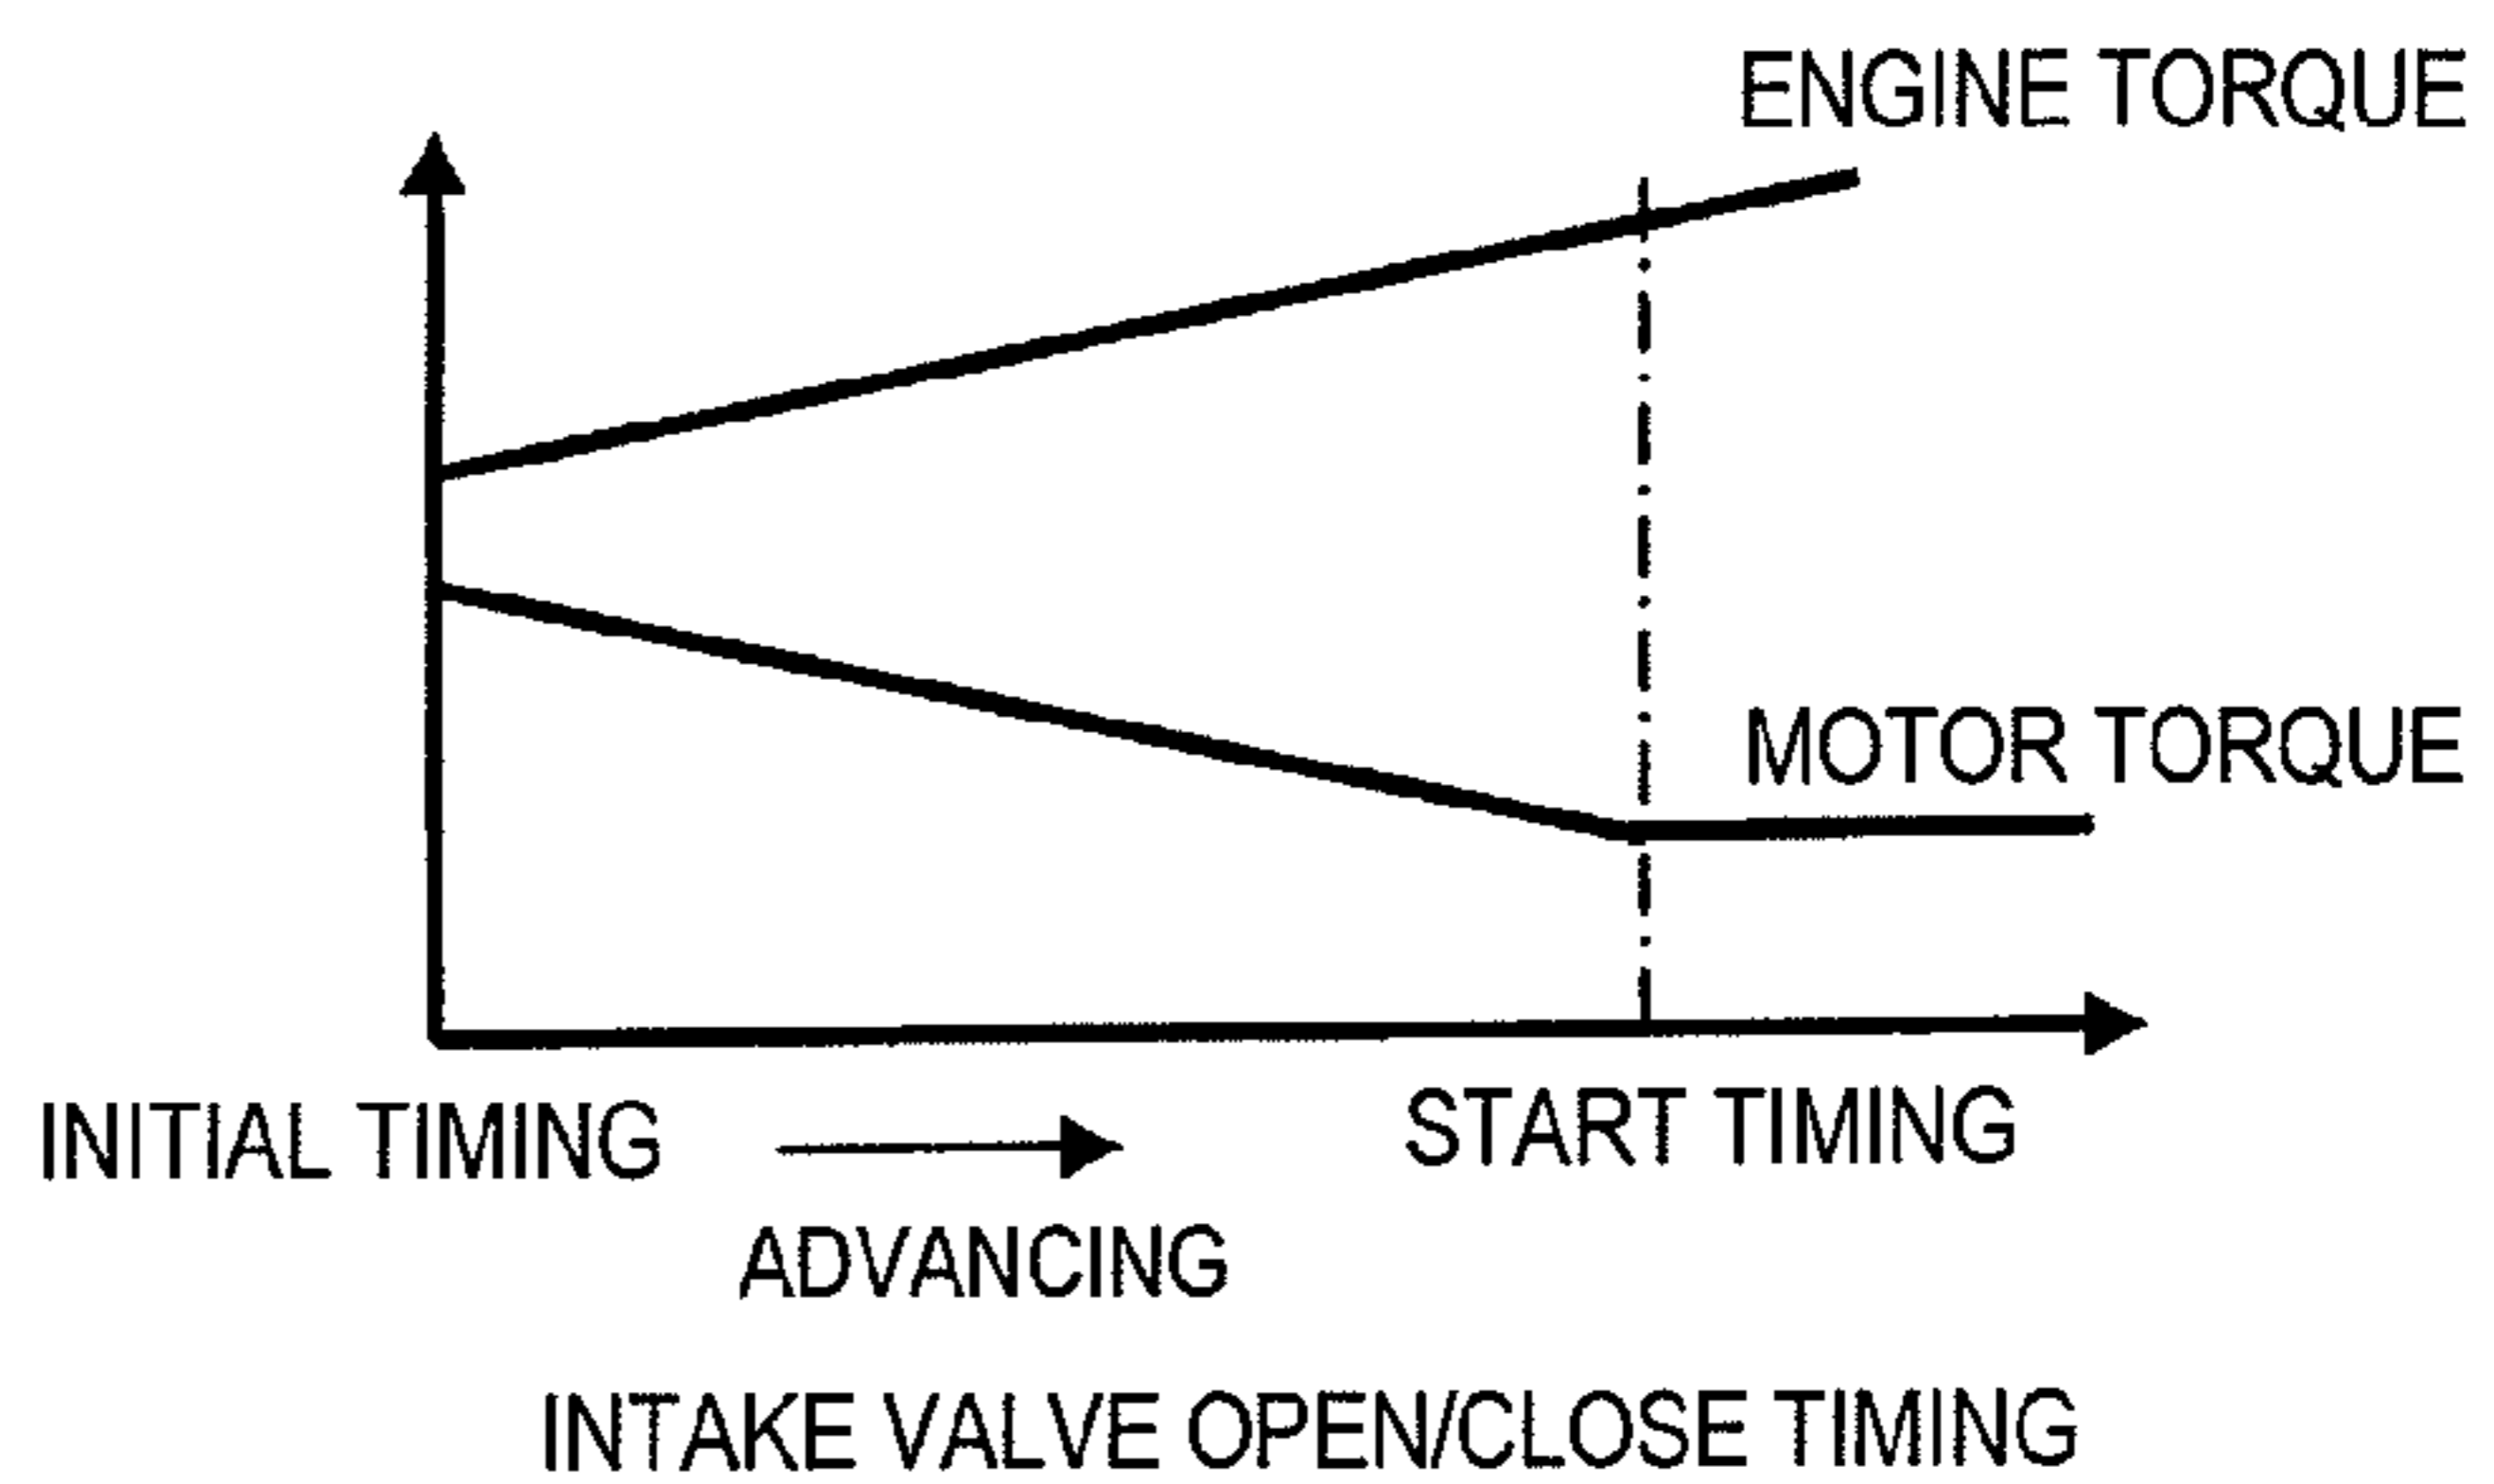 ENGINE TORQUE
MOTOR TORQUE
INITIAL TIMING
START TIMING
ADVANCING
INTAKE VALVE OPEN/CLOSE TIMING